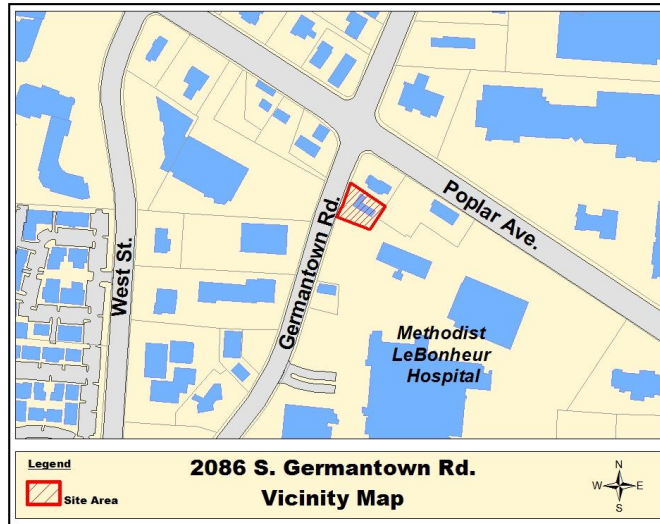 West St.
Germantown Rd.
Poplar Ave.
Methodist
LeBonheur
Hospital
Legend
Site Area
2086 S. Germantown Rd.
Vicinity Map
N
W E
S